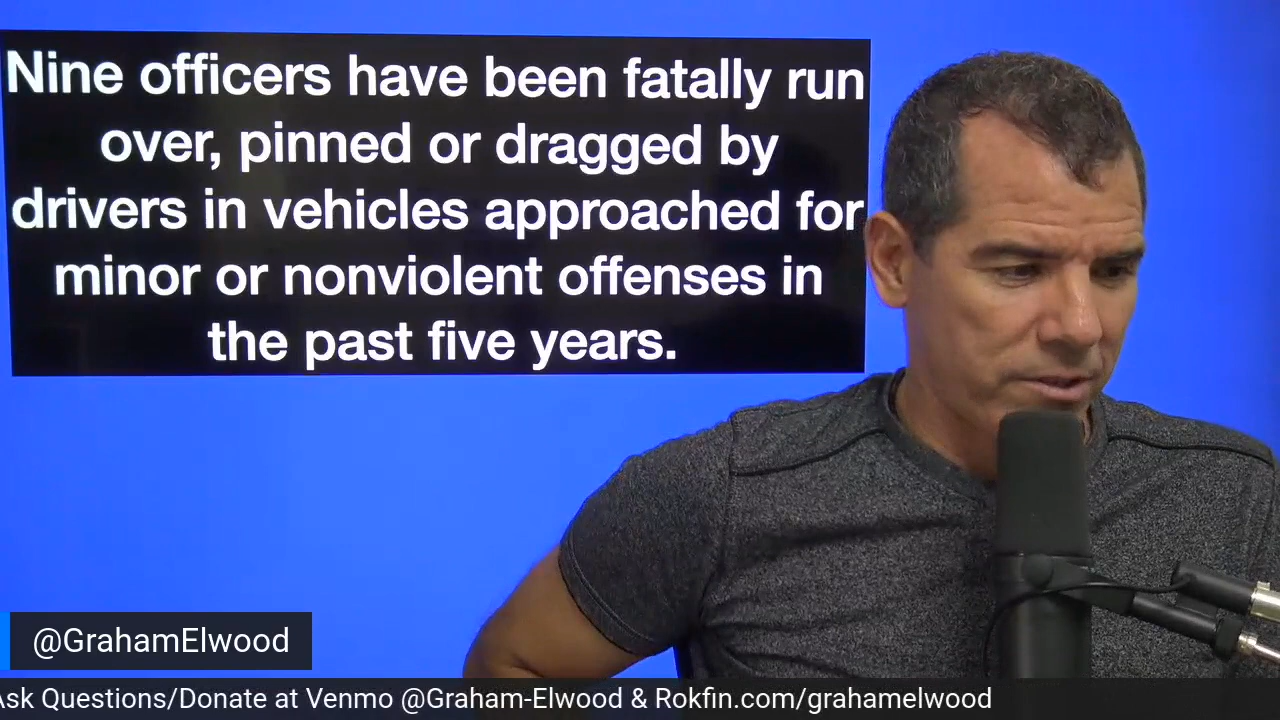 Nine officers have been fatally run
over, pinned or dragged by
drivers in vehicles approached for
minor or nonviolent offenses in
the past five years.
@GrahamElwood
Ask Questions/Donate at Venmo @Graham-Elwood & Rokfin.com/grahamelwood